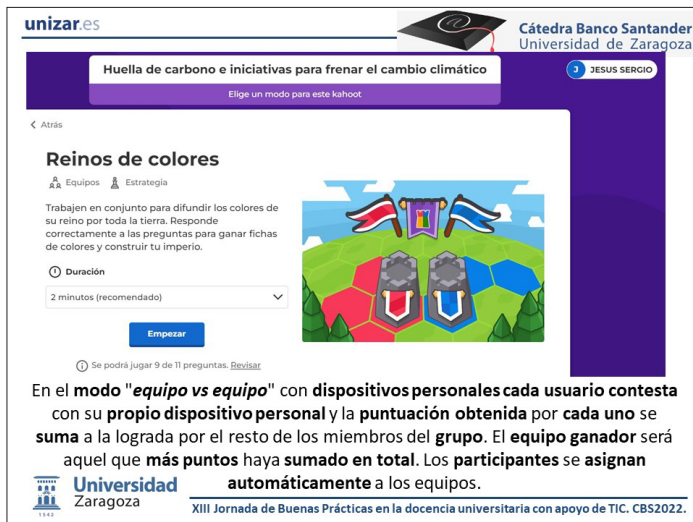 unizar.es
Cátedra Banco Santander
Universidad de Zaragoza
Huella de carbono e iniciativas para frenar el cambio climático
J JESUS SERGIO
Elige un modo para este kahoot
Atrás
Reinos de colores
Equipos Estrategia
Trabajen en conjunto para difundir los colores de
su reino por toda la tierra. Responde
correctamente a las preguntas para ganar fichas
de colores y construir tu imperio.
Duración
2 minutos (recomendado)
Empezar
Se podrá jugar 9 de 11 preguntas. Revisar
En el modo "equipo vs equipo" con dispositivos personales cada usuario contesta
con su propio dispositivo personal y la puntuación obtenida por cada uno se
suma a la lograda por el resto de los miembros del grupo. El equipo ganador será
aquel que más puntos haya sumado en total. Los participantes se asignan
automáticamente a los equipos.
Universidad
Zaragoza
1542
XIII Jornada de Buenas Prácticas en la docencia universitaria con apoyo de TIC. CBS2022.